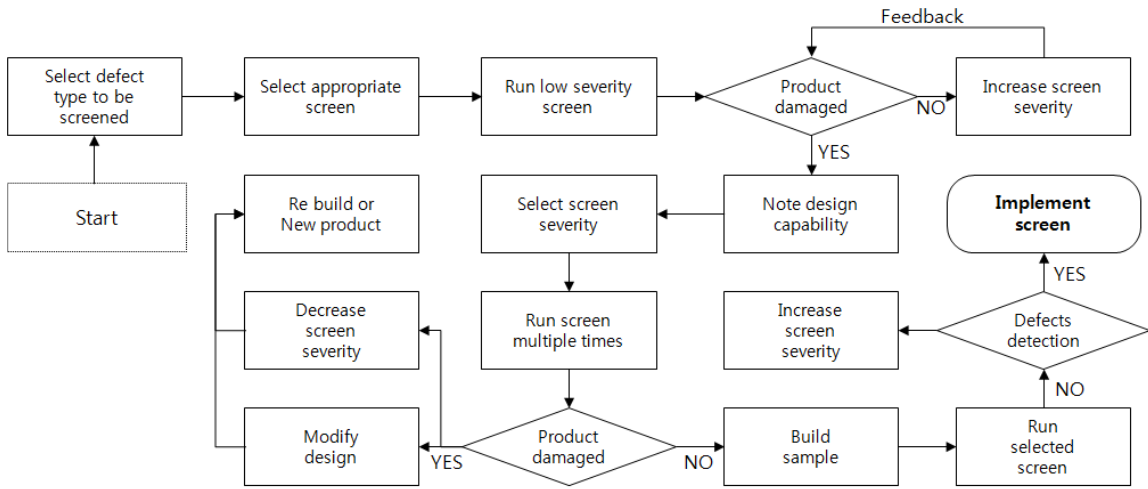 Feedback
Select defect
type to be
screened
Select appropriate
screen
Run low severity
screen
Product
damaged
NO
Increase screen
severity
YES
Start
Re build or
New product
Select screen
severity
Note design
capability
Implement
screen
YES
Decrease
screen
severity
Run screen
multiple times
Increase
screen
severity
Defects
detection
NO
Modify
design
YES
Product
damaged
NO
Build
sample
Run
selected
screen